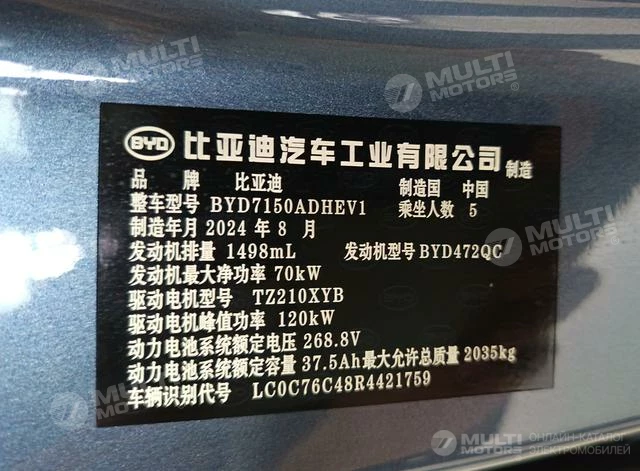 MULTI
MOTORS
MULTI
MOTORS
BYD 比亚迪汽车工业有限公司 制造
品 牌 比亚迪 制造国 中国
整车型号 BYD7150ADHEV1 乘坐人数 5
制造年月 2024 年 8 月
发动机排量 1498mL 发动机型号 BYD472QC
发动机最大净功率 70kW
驱动电机型号 TZ210XYB
驱动电机峰值功率 120kW
动力电池系统额定电压 268.8V
动力电池系统额定容量 37.5Ah最大允许总质量 2035kg
车辆识别代号 LC0C76C48R4421759
MULTI
MOTORS
MULTI
MOTORS
ОНЛАЙН-КАТАЛОГ
ЭЛЕКТРОМОБИЛЕЙ